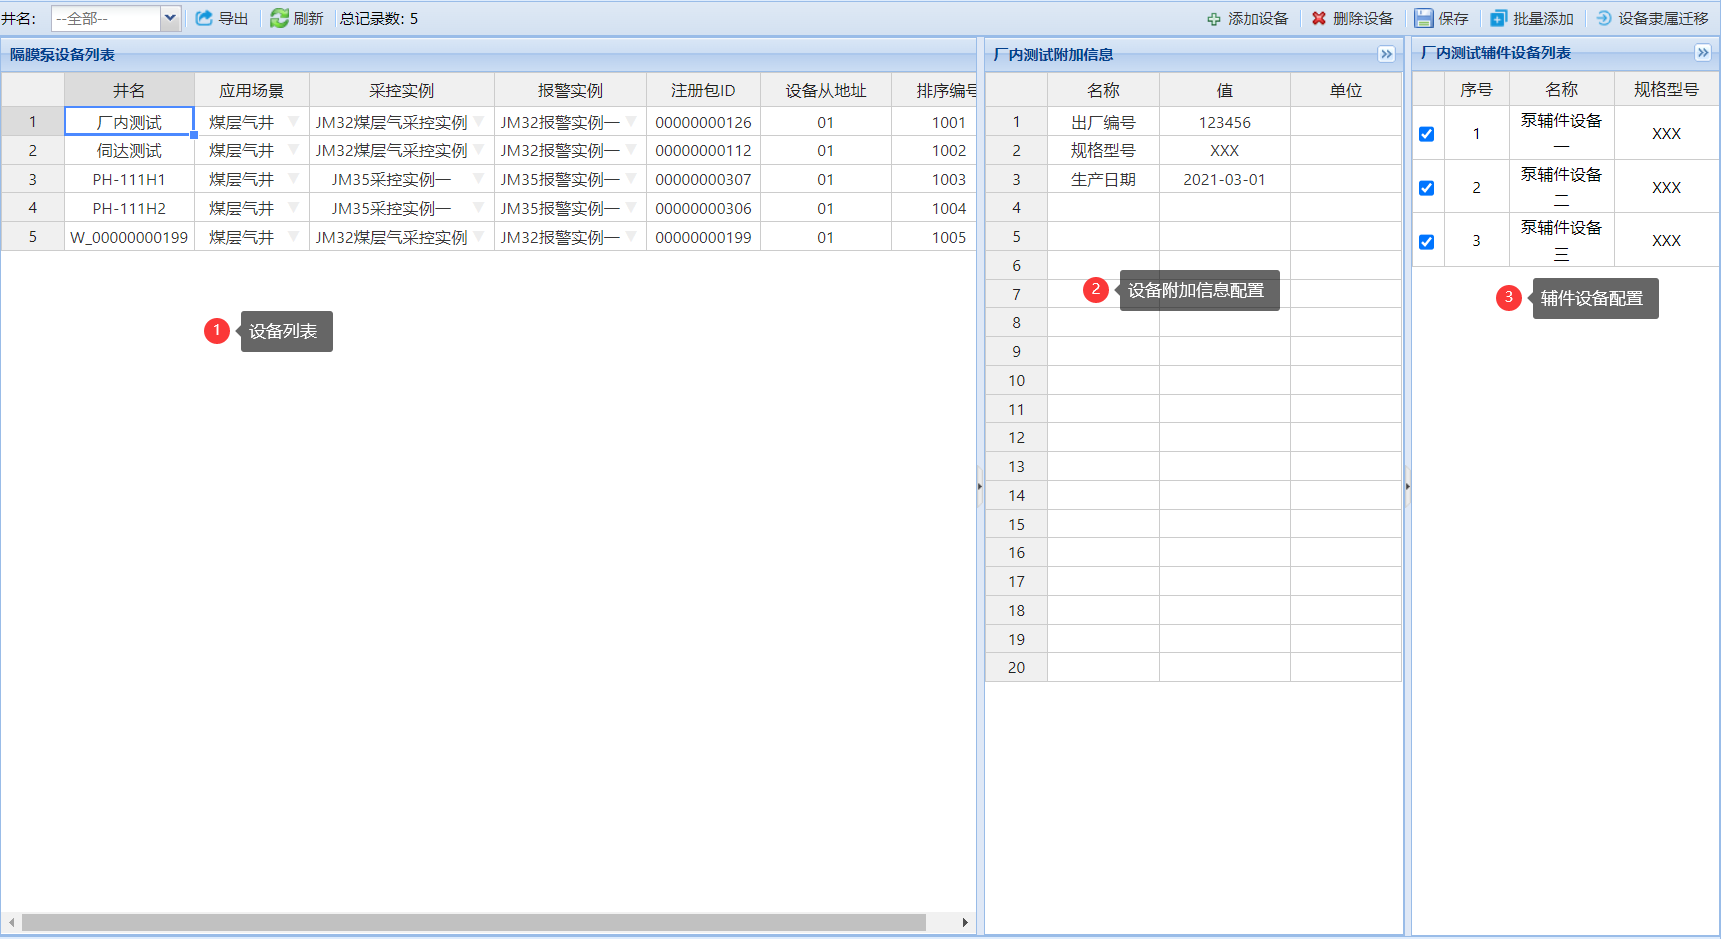 井名: --全部-- 导出 刷新 总记录数: 5 添加设备 删除设备 保存 批量添加 设备隶属迁移
隔膜泵设备列表
井名 应用场景 采控实例 报警实例 注册包ID 设备从地址 排序编号
1 厂内测试 煤层气井 JM32煤层气采控实例 JM32报警实例一 00000000126 01 1001
2 伺达测试 煤层气井 JM32煤层气采控实例 JM32报警实例一 00000000112 01 1002
3 PH-111H1 煤层气井 JM35采控实例一 JM35报警实例一 00000000307 01 1003
4 PH-111H2 煤层气井 JM35采控实例一 JM35报警实例一 00000000306 01 1004
5 W_00000000199 煤层气井 JM32煤层气采控实例 JM32报警实例一 00000000199 01 1005
1 设备列表
厂内测试附加信息
名称 值 单位
1 出厂编号 123456
2 规格型号 XXX
3 生产日期 2021-03-01
4
5
6
7
8
9
10
11
12
13
14
15
16
17
18
19
20
2 设备附加信息配置
厂内测试辅件设备列表
序号 名称 规格型号
1 泵辅件设备一 XXX
2 泵辅件设备二 XXX
3 泵辅件设备三 XXX
3 辅件设备配置